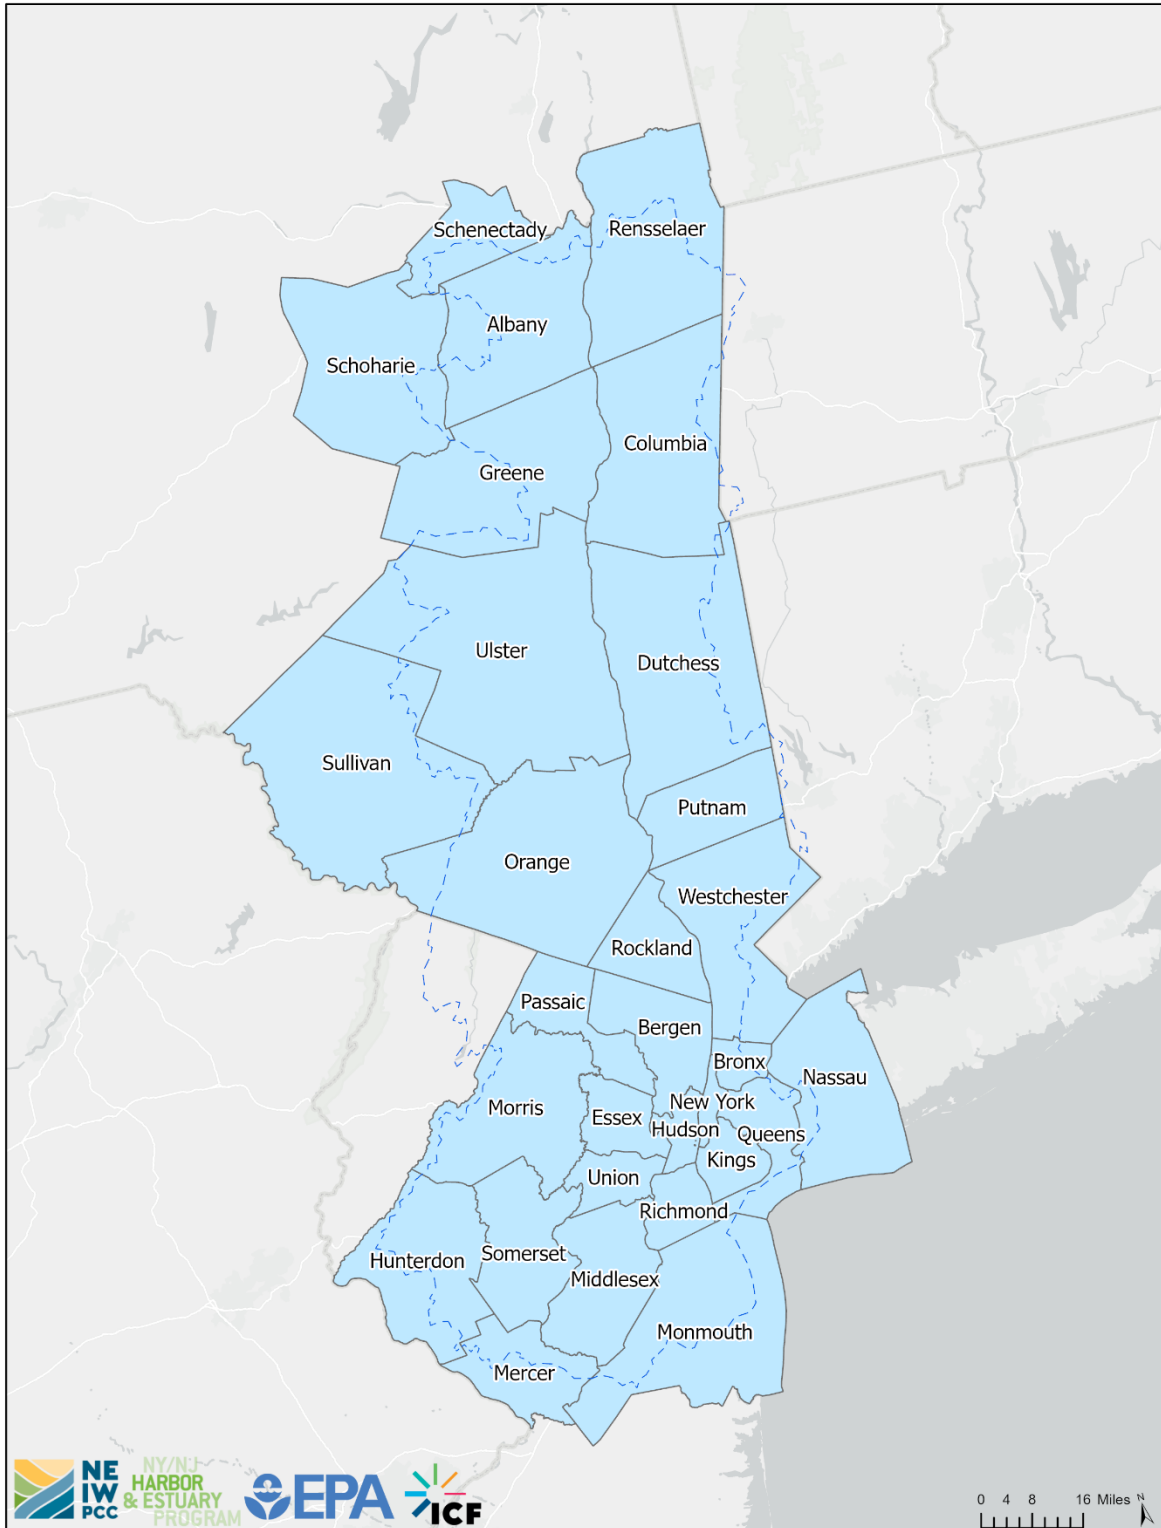 Schenectady
Rensselaer
Albany
Schoharie
Columbia
Greene
Ulster
Dutchess
Sullivan
Putnam
Orange
Westchester
Rockland
Passaic
Bergen
Bronx
Nassau
Morris
New York
Essex
Hudson
Queens
Kings
Union
Richmond
Somerset
Hunterdon
Middlesex
Monmouth
Mercer
NE
IW
PCC
NY/NJ
HARBOR
& ESTUARY
PROGRAM
EPA
ICF
0 4 8 16 Miles
N